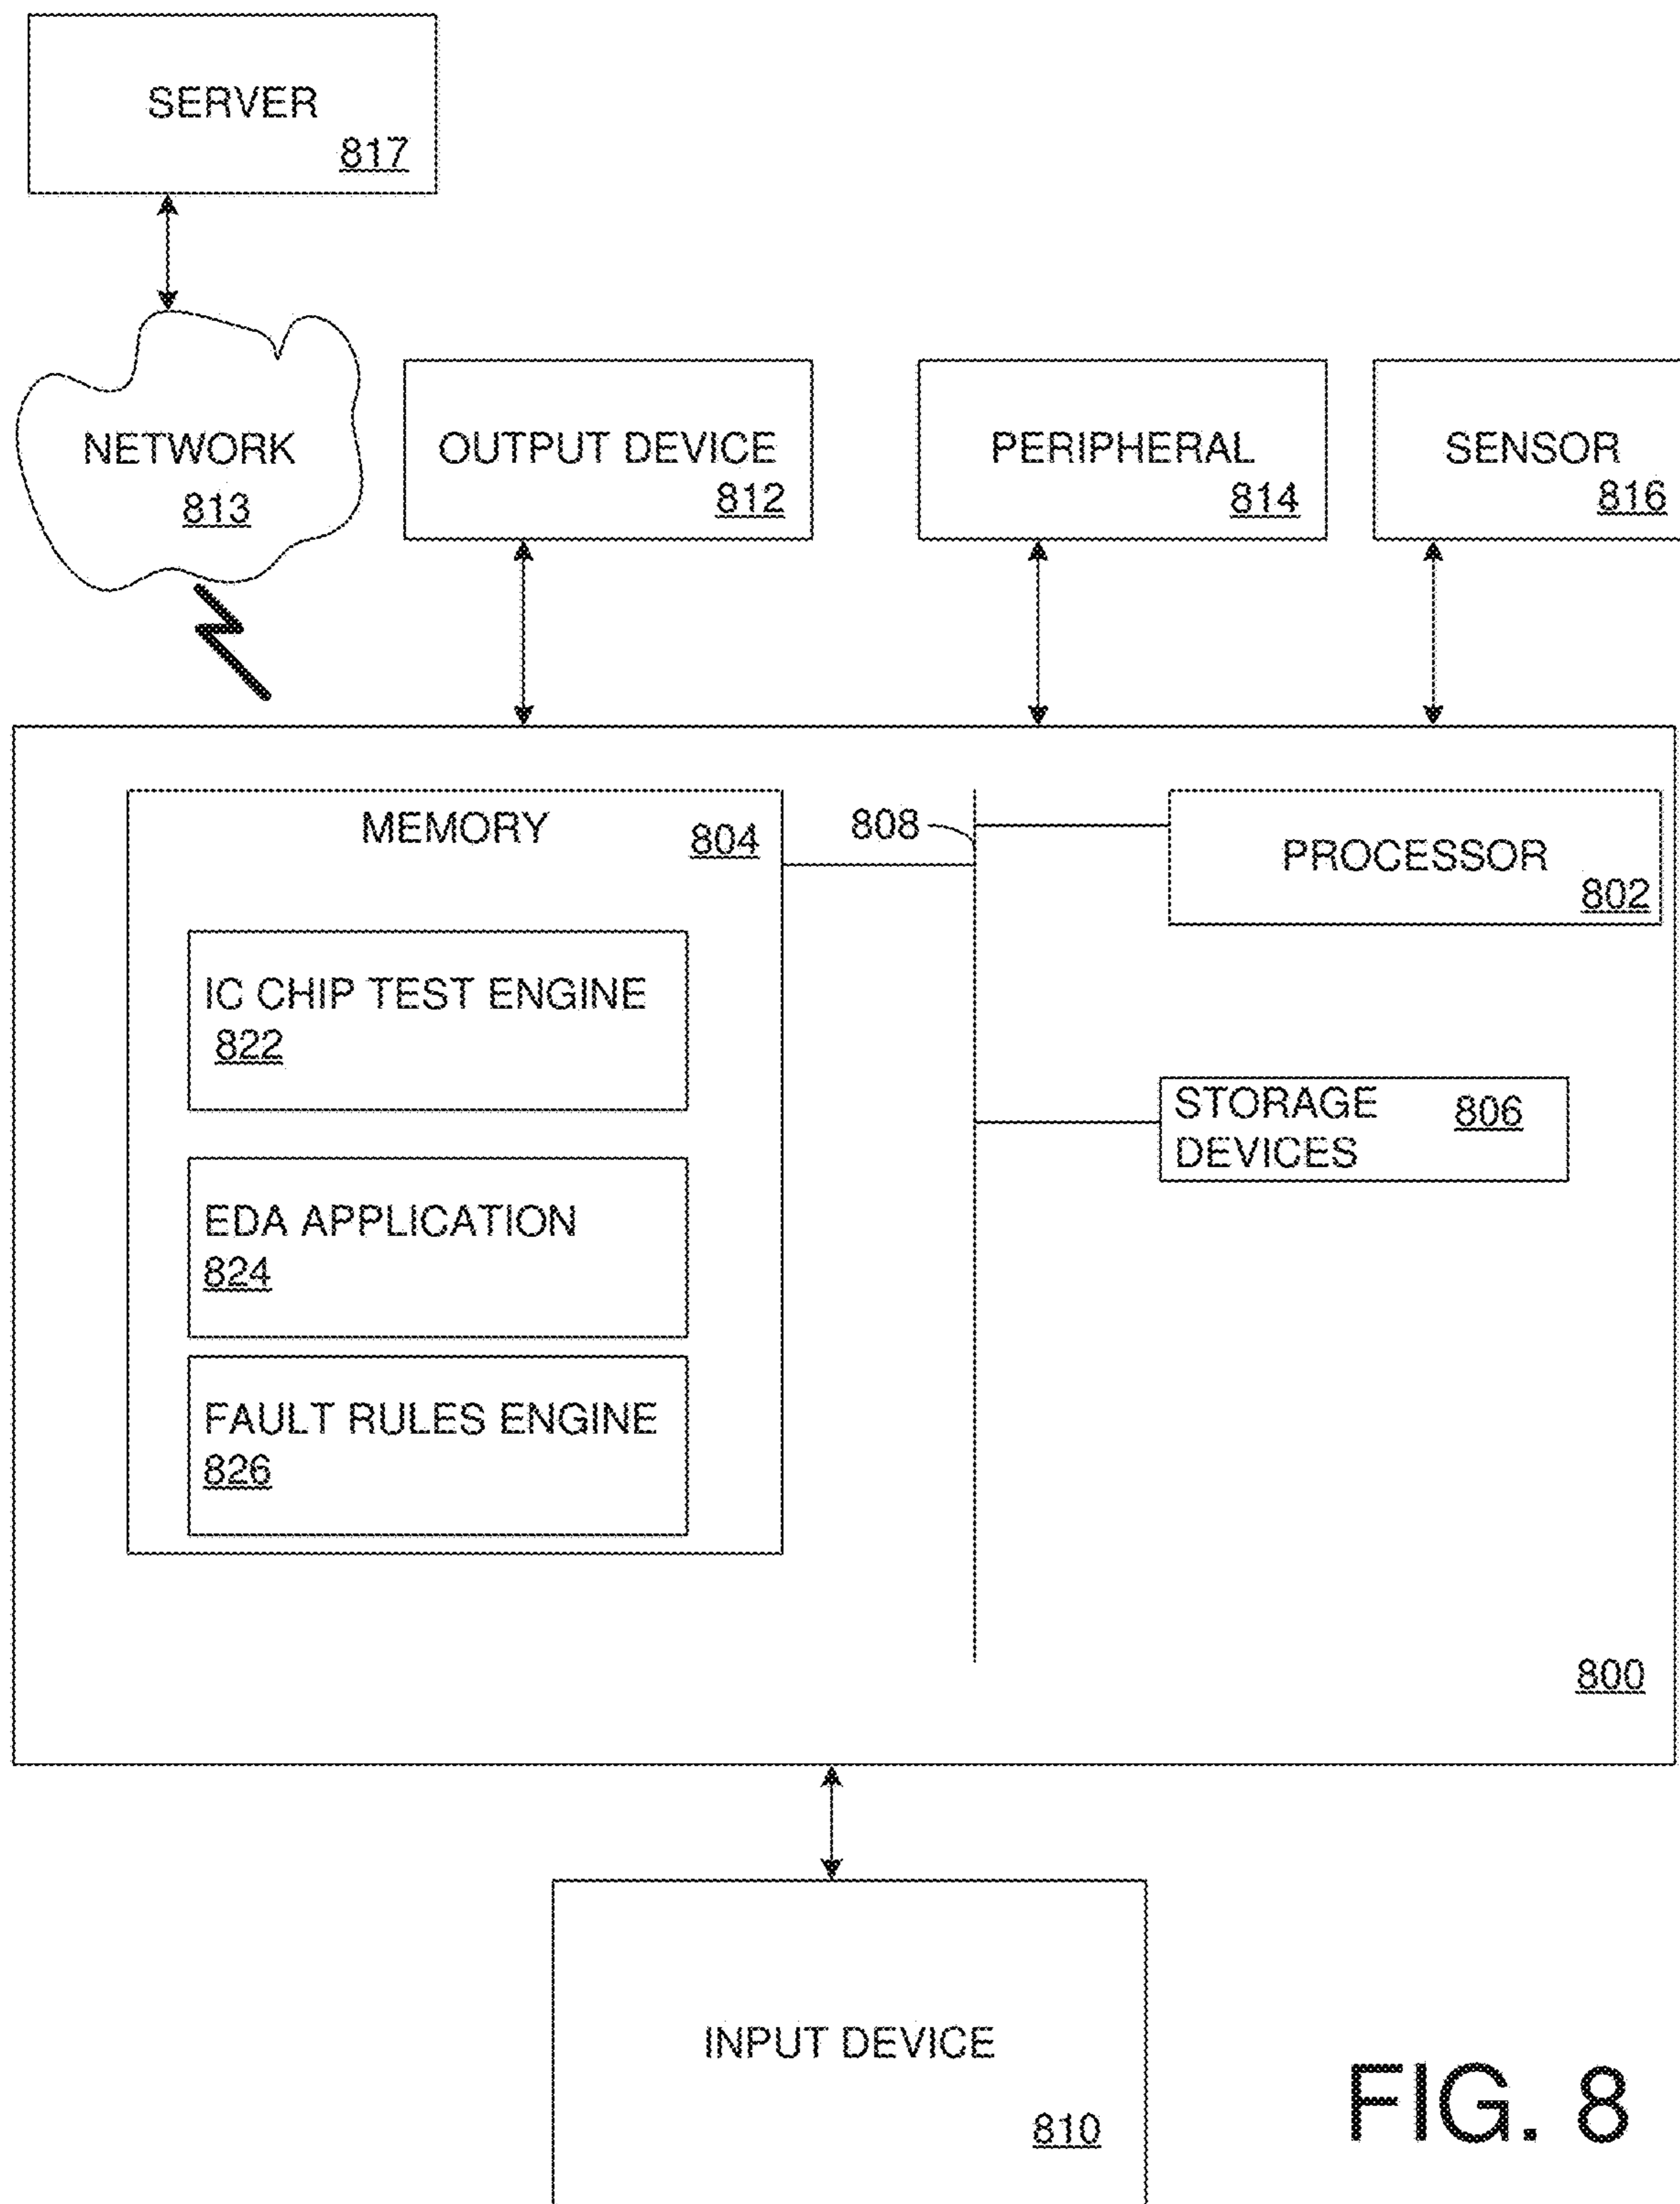 SERVER
817
NETWORK
813
OUTPUT DEVICE
812
PERIPHERAL
814
SENSOR
816
MEMORY
804
808
PROCESSOR
802
IC CHIP TEST ENGINE
822
STORAGE
DEVICES
806
EDA APPLICATION
824
FAULT RULES ENGINE
826
800
INPUT DEVICE
810
FIG. 8